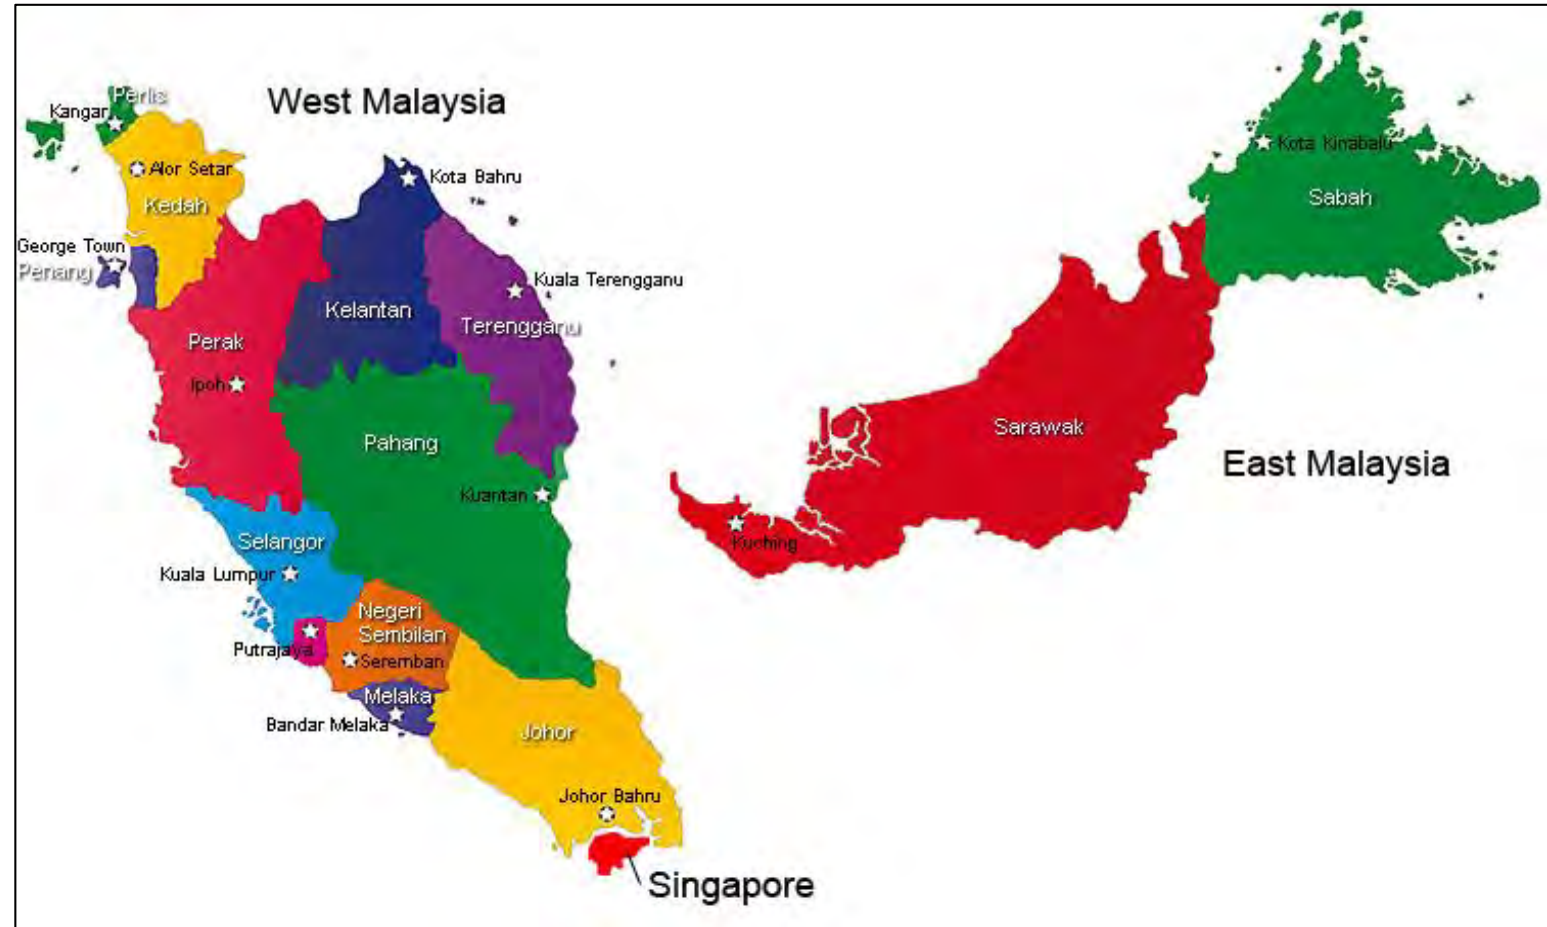 West Malaysia
Perlis
Kangar
Alor Setar
Kedah
Kota Bahru
George Town
Penang
Kuala Terengganu
Kelantan
Terengganu
Perak
Ipoh
Pahang
Kuantan
Selangor
Kuala Lumpur
Negeri
Sembilan
Putrajaya
Seremban
Melaka
Bandar Melaka
Johor
Johor Bahru
Singapore
Kota Kinabalu
Sabah
Sarawak
East Malaysia
Kuching